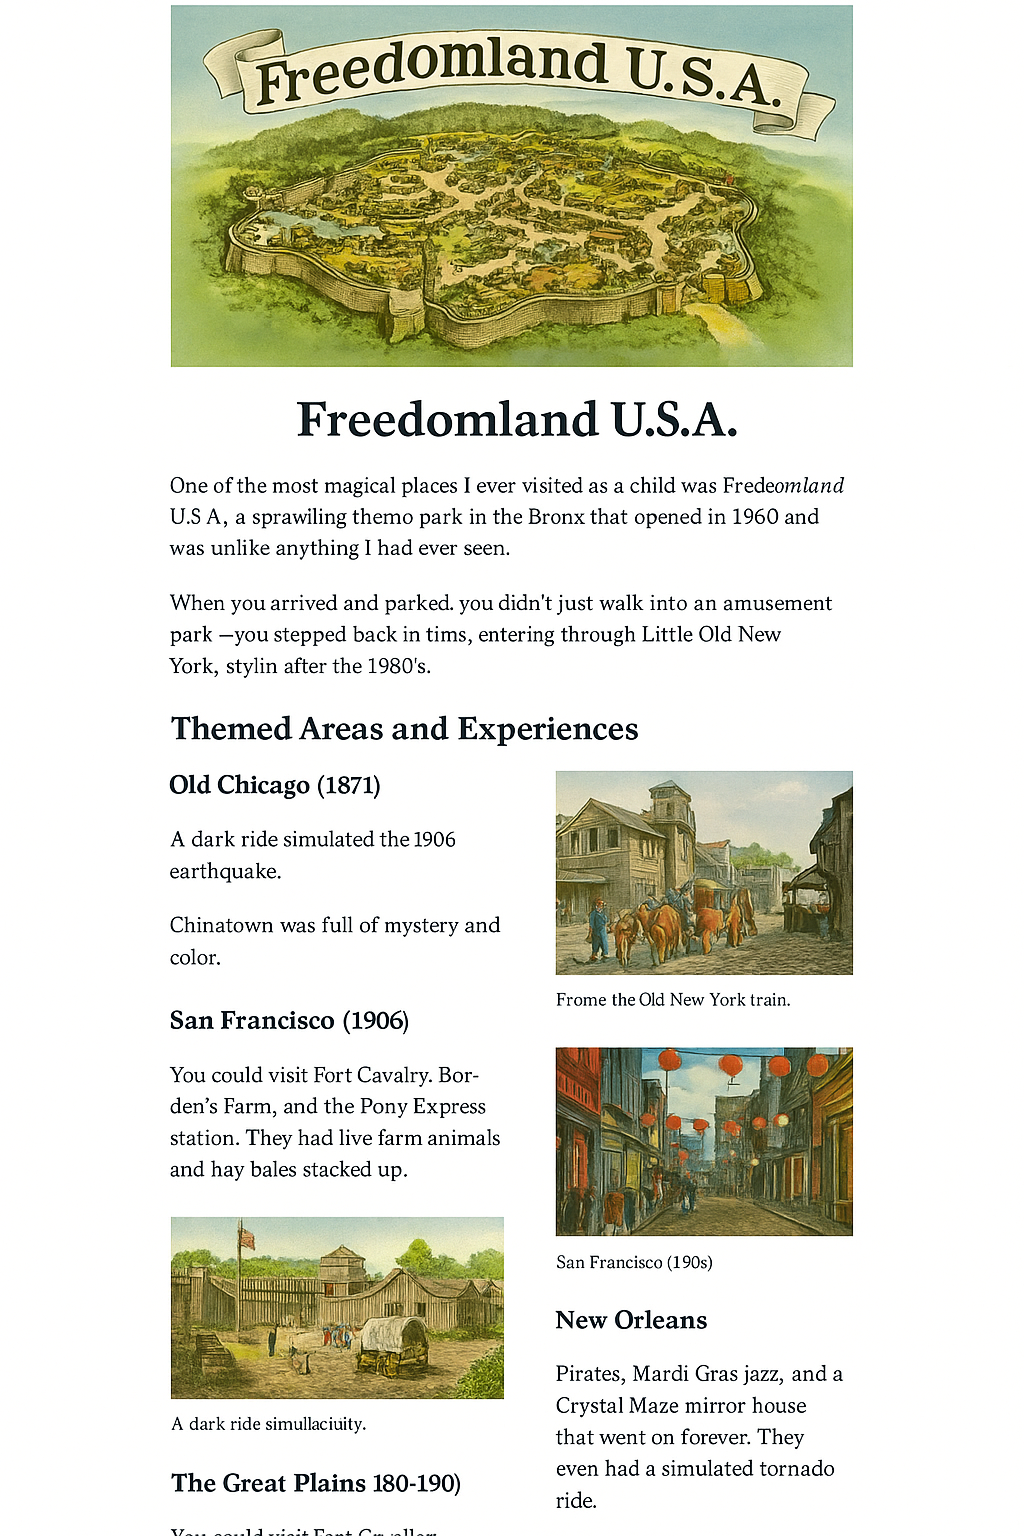 Freedomland U.S.A.
Freedomland U.S.A.
One of the most magical places I ever visited as a child was Fredeomland
U.S A, a sprawiling themo park in the Bronx that opened in 1960 and
was unlike anything I had ever seen.
When you arrived and parked. you didn't just walk into an amusement
park —you stepped back in tims, entering through Little Old New
York, stylin after the 1980's.
Themed Areas and Experiences
Old Chicago (1871)
A dark ride simulated the 1906
earthquake.
Chinatown was full of mystery and
color.
San Francisco (1906)
You could visit Fort Cavalry. Bor-
den's Farm, and the Pony Express
station. They had live farm animals
and hay bales stacked up.
A dark ride simullaciuity.
The Great Plains 180-190)
You could visit Fort
Frome the Old New York train.
San Francisco (190s)
New Orleans
Pirates, Mardi Gras jazz, and a
Crystal Maze mirror house
that went on forever. They
even had a simulated tornado
ride.